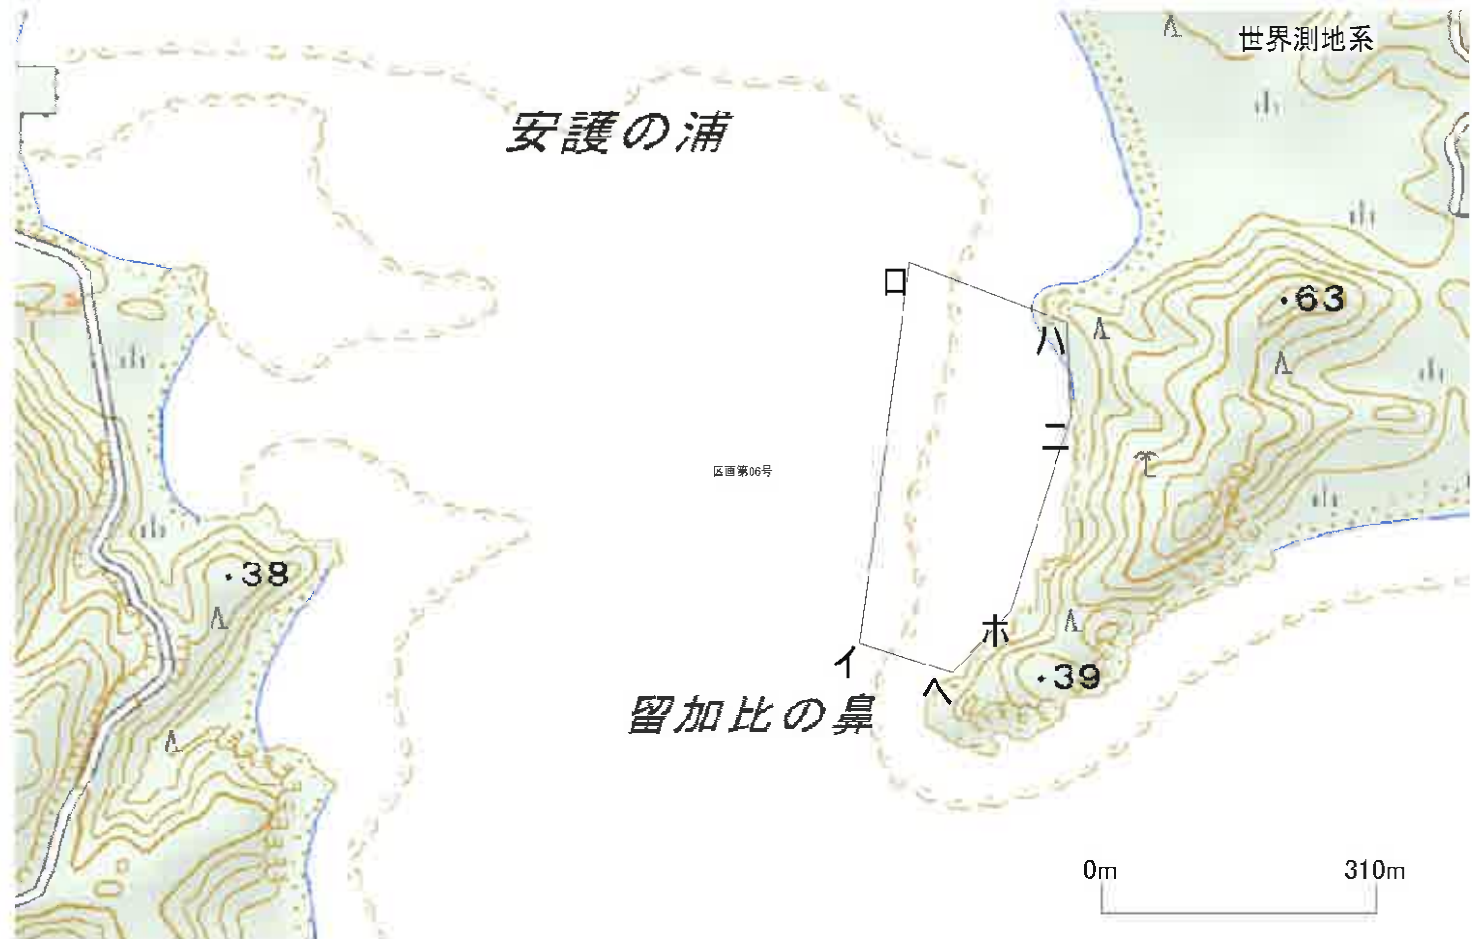 世界測地系
安護の浦
ロ
・63
ハ
ニ
区画第06号
・38
ホ
イ
・39
ヘ
留加比の鼻
0m 310m